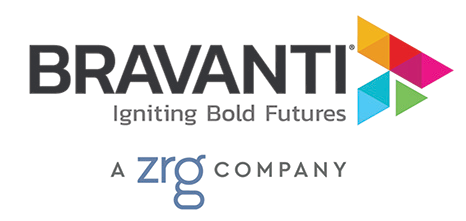 BRAVANTI®
Igniting Bold Futures
A zrg COMPANY